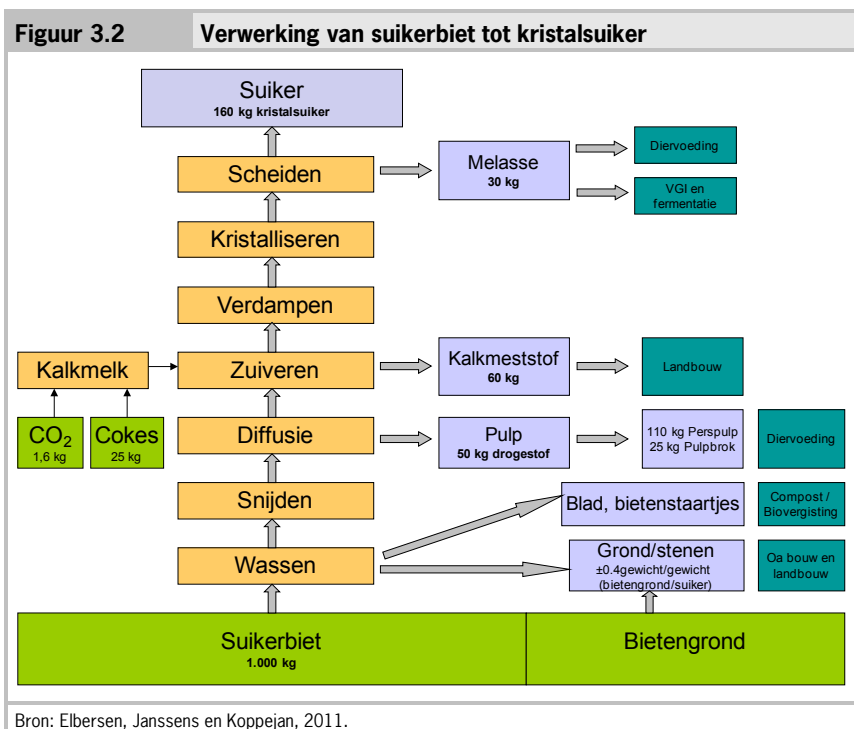 Figuur 3.2 Verwerking van suikerbiet tot kristalsuiker
Suiker
160 kg kristalsuiker
Scheiden
Melasse
30 kg
Diervoeding
VGI en
fermentatie
Kristalliseren
Verdampen
Kalkmelk
Zuiveren
Kalkmeststof
60 kg
Landbouw
CO2
1,6 kg
Cokes
25 kg
Diffusie
Pulp
50 kg drogestof
110 kg Perspulp
25 kg Pulpbrok
Diervoeding
Snijden
Blad, bietenstaartjes
Compost /
Biovergisting
Wassen
Grond/stenen
±0.4gewicht/gewicht
(bietengrond/suiker)
Oa bouw en
landbouw
Suikerbiet
1.000 kg
Bietengrond
Bron: Elbersen, Janssens en Koppejan, 2011.